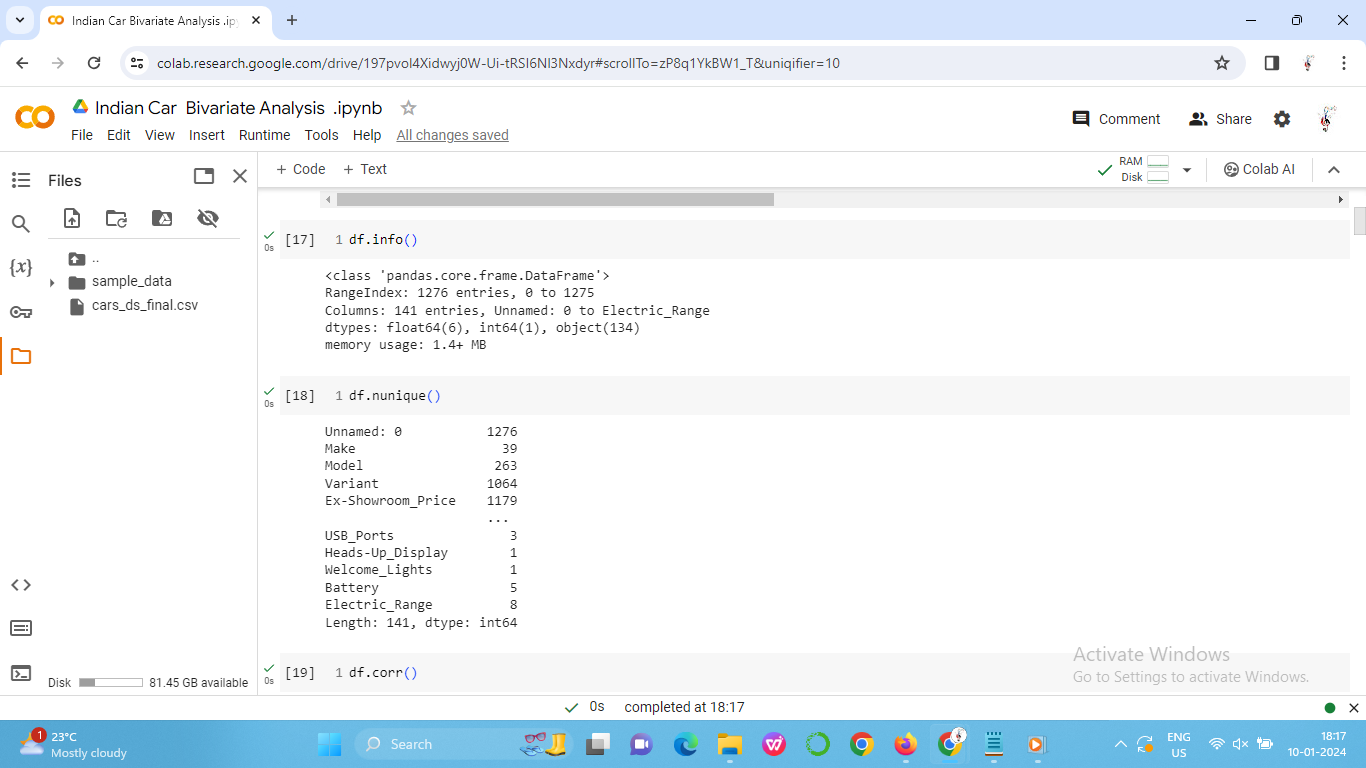 Indian Car Bivariate Analysis .ip
colab.research.google.com/drive/197pvol4Xidwyj0W-Ui-tRSI6NI3Nxdyr#scrollTo=zP8q1YkBW1_T&uniqifier=10
Indian Car  Bivariate Analysis  .ipynb
File Edit View Insert Runtime Tools Help All changes saved
Comment Share
Files
+ Code + Text
RAM
Disk
Colab AI
..
sample_data
cars_ds_final.csv
{x}
0s [17] 1 df.info()
<class 'pandas.core.frame.DataFrame'>
RangeIndex: 1276 entries, 0 to 1275
Columns: 141 entries, Unnamed: 0 to Electric_Range
dtypes: float64(6), int64(1), object(134)
memory usage: 1.4+ MB
0s [18] 1 df.nunique()
Unnamed: 0 1276
Make 39
Model 263
Variant 1064
Ex-Showroom_Price 1179
...
USB_Ports 3
Heads-Up_Display 1
Welcome_Lights 1
Battery 5
Electric_Range 8
Length: 141, dtype: int64
0s [19] 1 df.corr()
Activate Windows
Go to Settings to activate Windows.
Disk 81.45 GB available
0s completed at 18:17
1
23°C
Mostly cloudy
Search
ENG
US
18:17
10-01-2024